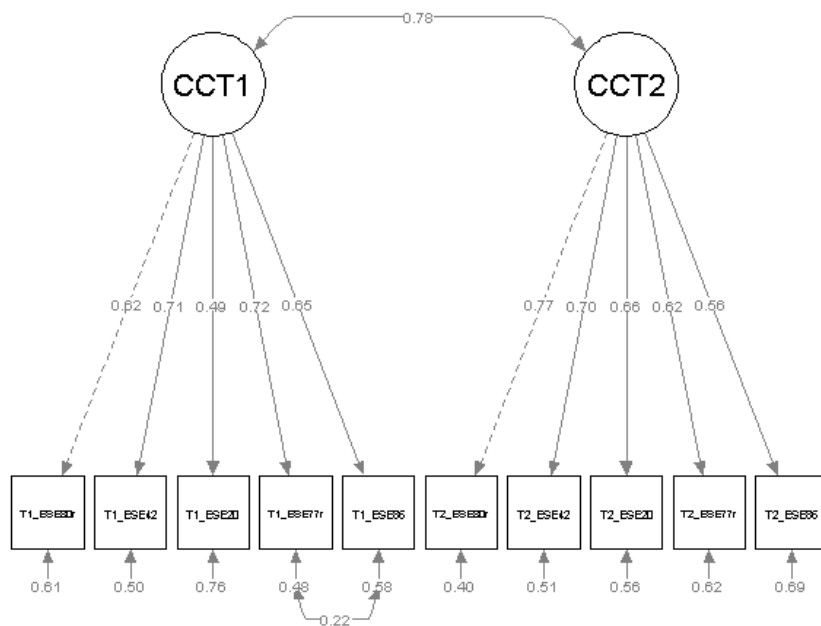 0.78
CCT1 CCT2
0.62 0.71 0.49 0.72 0.65 0.77 0.70 0.66 0.62 0.56
T1_ESE80r T1_ESE42 T1_ESE20 T1_ESE77r T1_ESE86 T2_ESE80r T2_ESE42 T2_ESE20 T2_ESE77r T2_ESE86
0.61 0.50 0.76 0.48 0.58 0.40 0.51 0.56 0.62 0.69
0.22